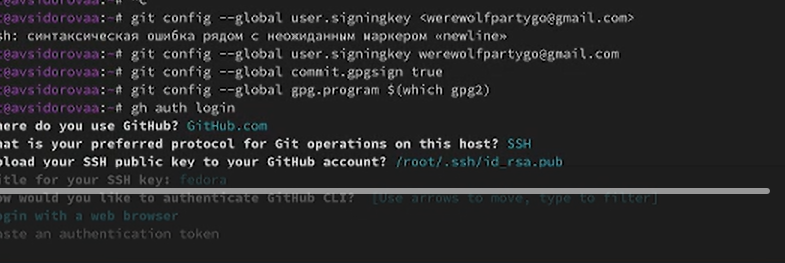 ^C
@avsidorovaa:~# git config --global user.signingkey <werewolfpartygo@gmail.com>
sh: синтаксическая ошибка рядом с неожиданным маркером «newline»
@avsidorovaa:~# git config --global user.signingkey werewolfpartygo@gmail.com
@avsidorovaa:~# git config --global commit.gpgsign true
@avsidorovaa:~# git config --global gpg.program $(which gpg2)
@avsidorovaa:~# gh auth login
here do you use GitHub? GitHub.com
hat is your preferred protocol for Git operations on this host? SSH
pload your SSH public key to your GitHub account? /root/.ssh/id_rsa.pub
itle for your SSH key: fedora
ow would you like to authenticate GitHub CLI? [Use arrows to move, type to filter]
ogin with a web browser
aste an authentication token